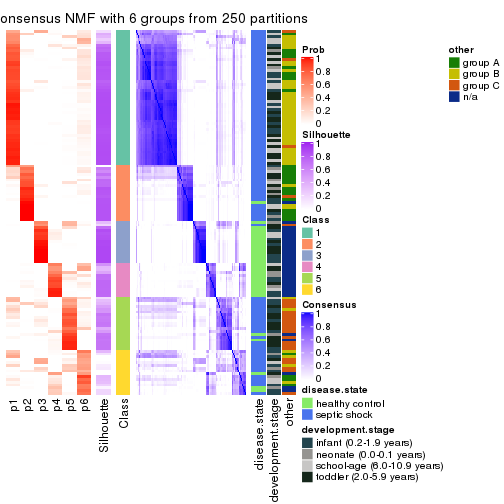 onsensus NMF with 6 groups from 250 partitions
Prob
1
0.8
0.6
0.4
0.2
0
Silhouette
1
0.8
0.6
0.4
0.2
0
Class
1
2
3
4
5
6
Consensus
1
0.8
0.6
0.4
0.2
0
disease.state
healthy control
septic shock
development.stage
infant (0.2-1.9 years)
neonate (0.0-0.1 years)
school-age (6.0-10.9 years)
toddler (2.0-5.9 years)
other
group A
group B
group C
n/a
p1
p2
p3
p4
p5
p6
Silhouette
Class
disease.state
development.stage
other